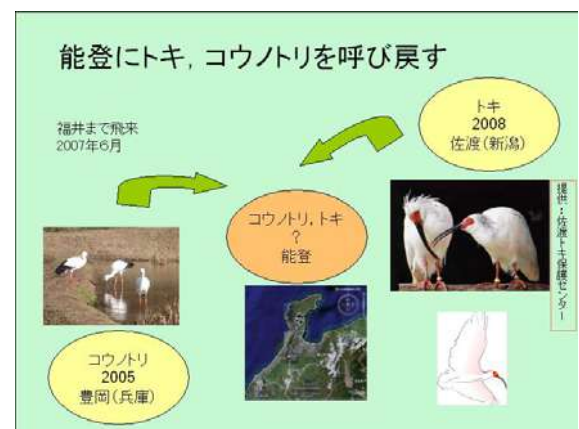 能登にトキ，コウノトリを呼び戻す
福井まで飛来
2007年6月
トキ
2008
佐渡（新潟）
コウノトリ，トキ
？
能登
提供：佐渡トキ保護センター
コウノトリ
2005
豊岡（兵庫）